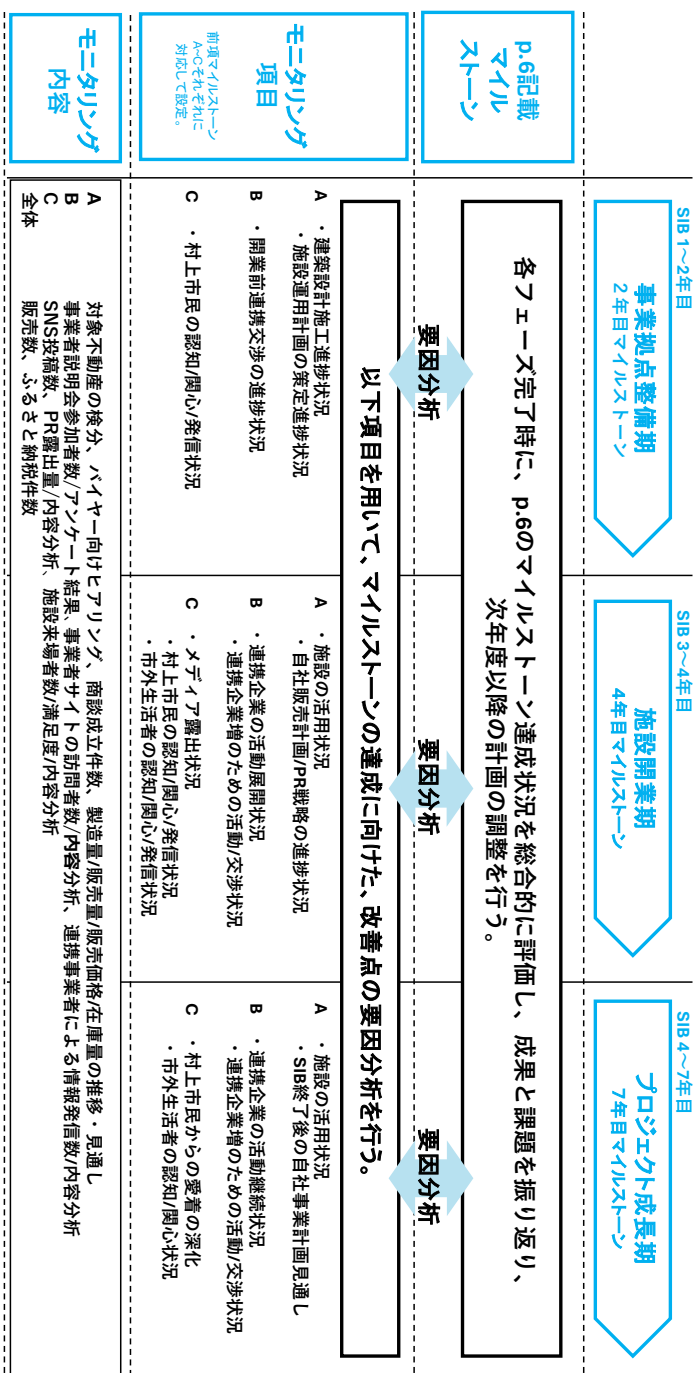 SIB 1～2年目
事業拠点整備期
2年目マイルストーン
SIB 3～4年目
施設開業期
4年目マイルストーン
SIB 4～7年目
プロジェクト成長期
7年目マイルストーン
p.6記載
マイル
ストーン
各フェーズ完了時に、p.6のマイルストーン達成状況を総合的に評価し、成果と課題を振り返り、
次年度以降の計画の調整を行う。
要因分析
要因分析
要因分析
以下項目を用いて、マイルストーンの達成に向けた、改善点の要因分析を行う。
モニタリング
項目
前項マイルストーン
A~Cそれぞれに
対応して設定。
A ・建築設計施工進捗状況
・施設運用計画の策定進捗状況
B ・開業前連携交渉の進捗状況
C ・村上市民の認知/関心/発信状況
A ・施設の活用状況
・自社販売計画/PR戦略の進捗状況
B ・連携企業の活動展開状況
・連携企業増のための活動/交渉状況
C ・メディア露出状況
・村上市民の認知/関心/発信状況
・市外生活者の認知/関心/発信状況
A ・施設の活用状況
・SIB終了後の自社事業計画見通し
B ・連携企業の活動継続状況
・連携企業増のための活動/交渉状況
C ・村上市民からの愛着の深化
・市外生活者の認知/関心状況
モニタリング
内容
A 対象不動産の検分、バイヤー向けヒアリング、商談成立件数、製造量/販売量/販売価格/在庫量の推移・見通し
B 事業者説明会参加者数/アンケート結果、事業者サイトの訪問者数/内容分析、連携事業者による情報発信数/内容分析
C SNS投稿数、PR露出量/内容分析、施設来場者数/満足度/内容分析
全体 販売数、ふるさと納税件数